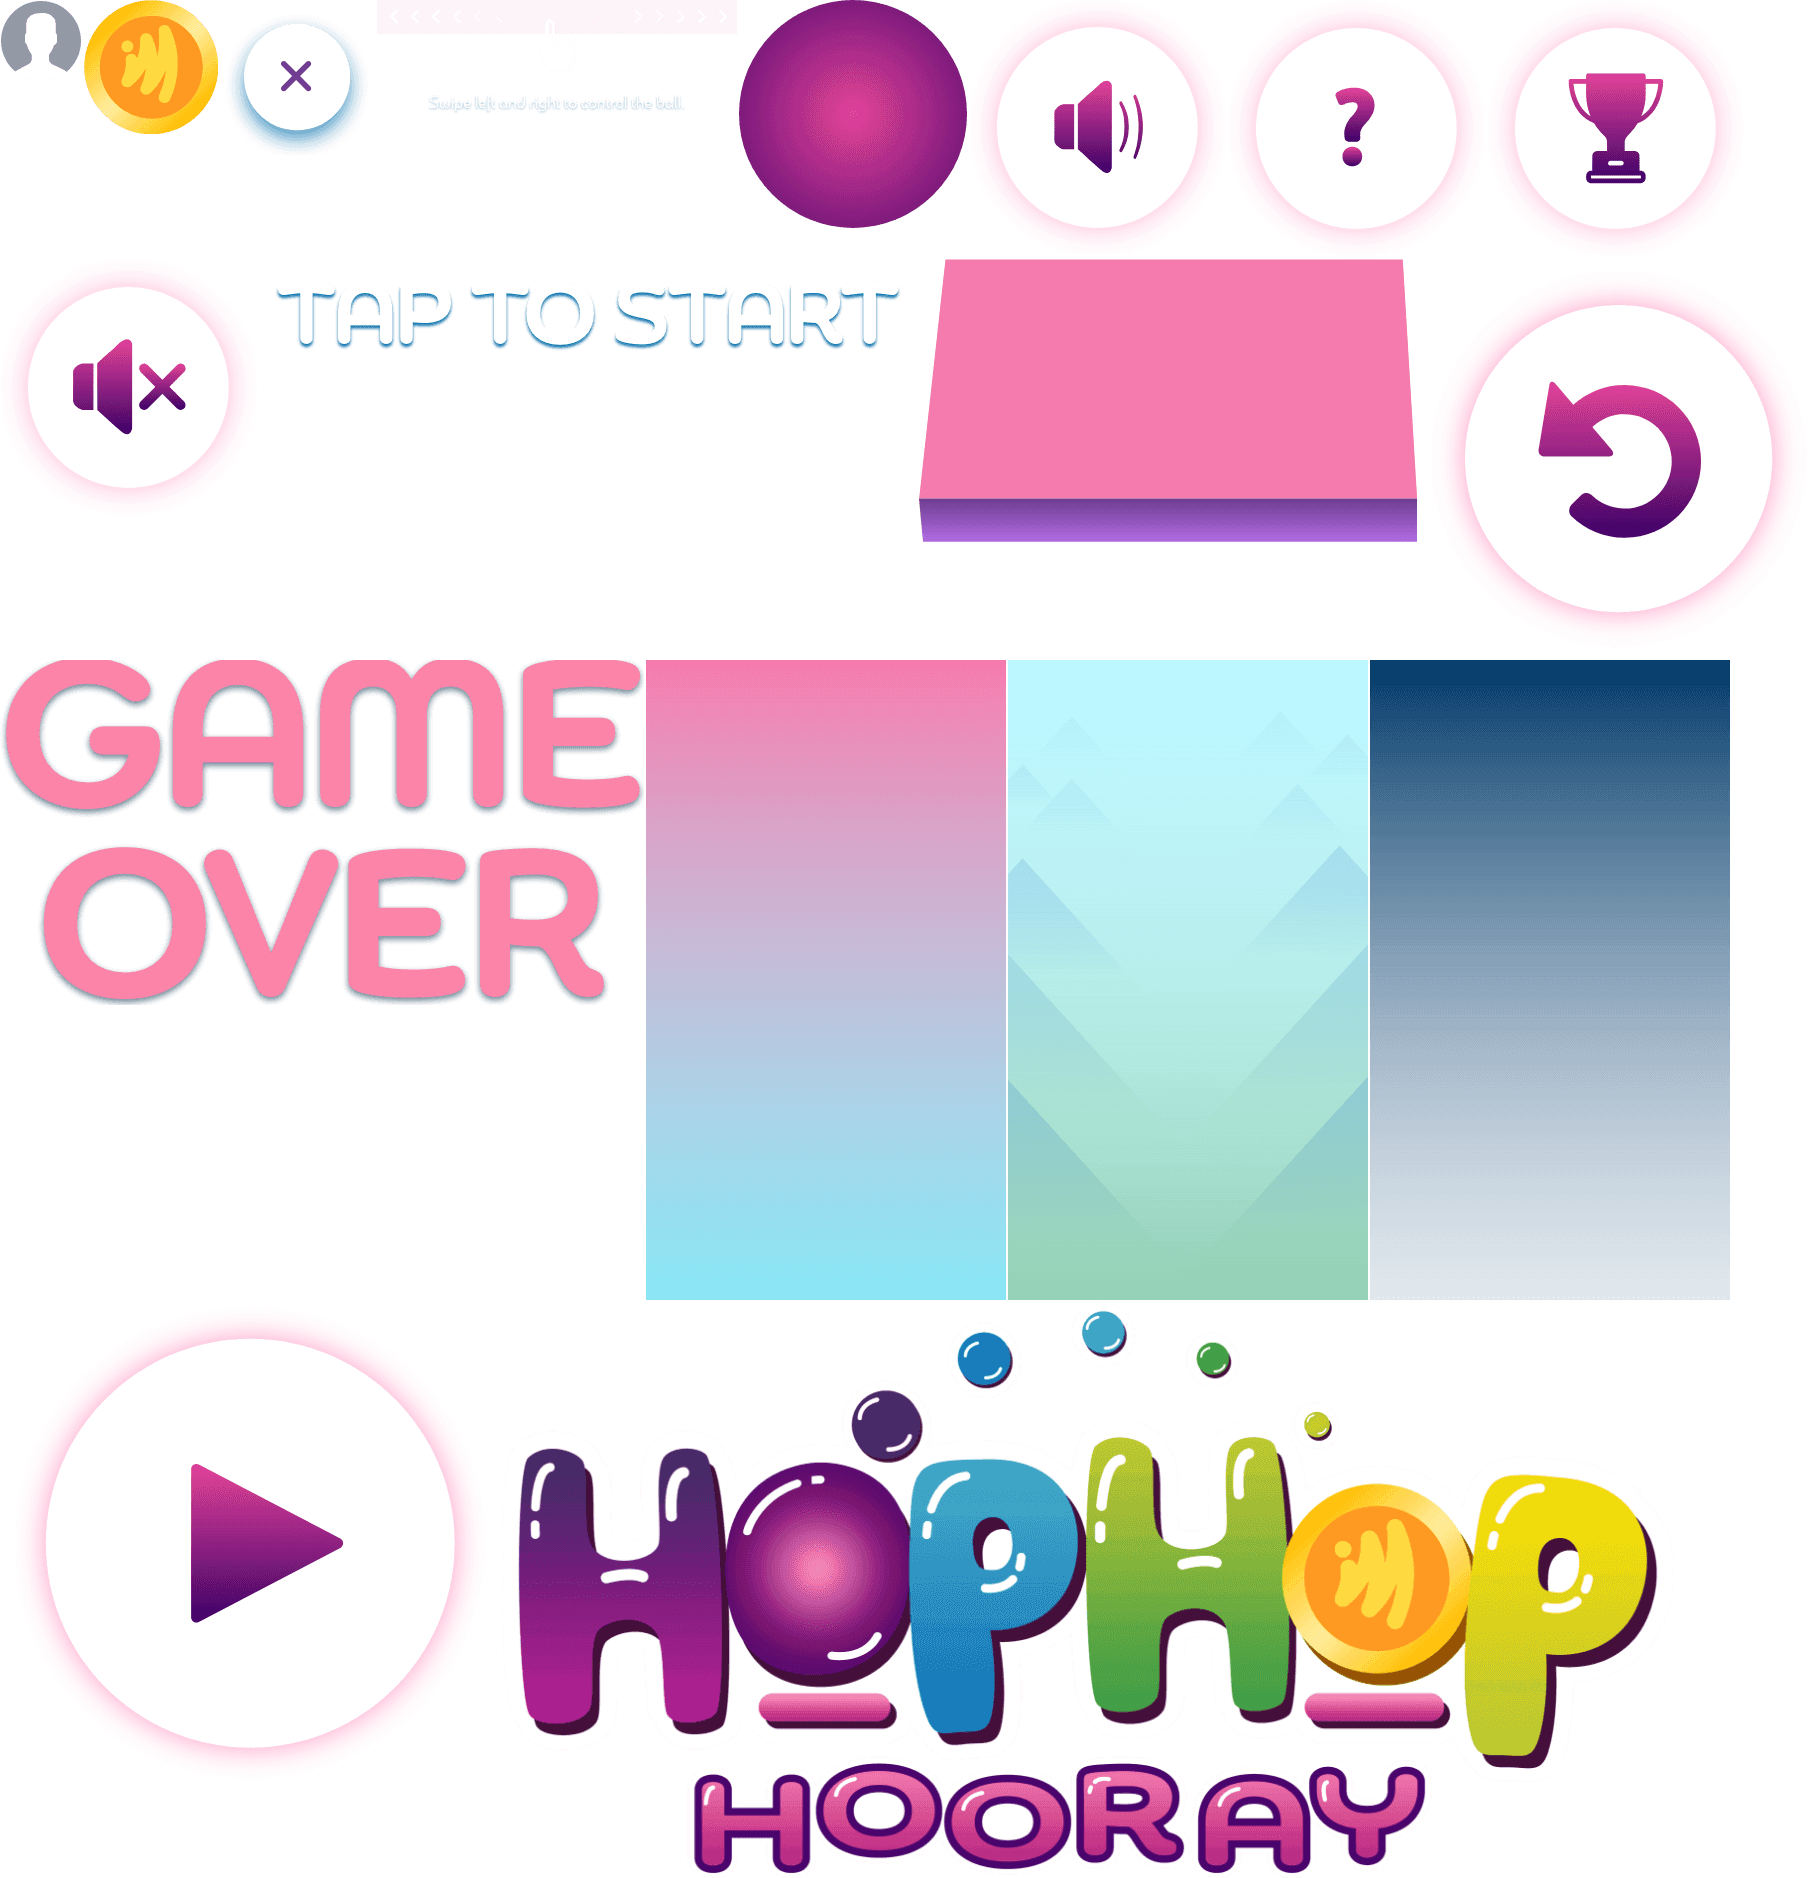 Swipe left and right to control the ball.
?
TAP TO START
GAME
OVER
HOPHOP
HOORAY